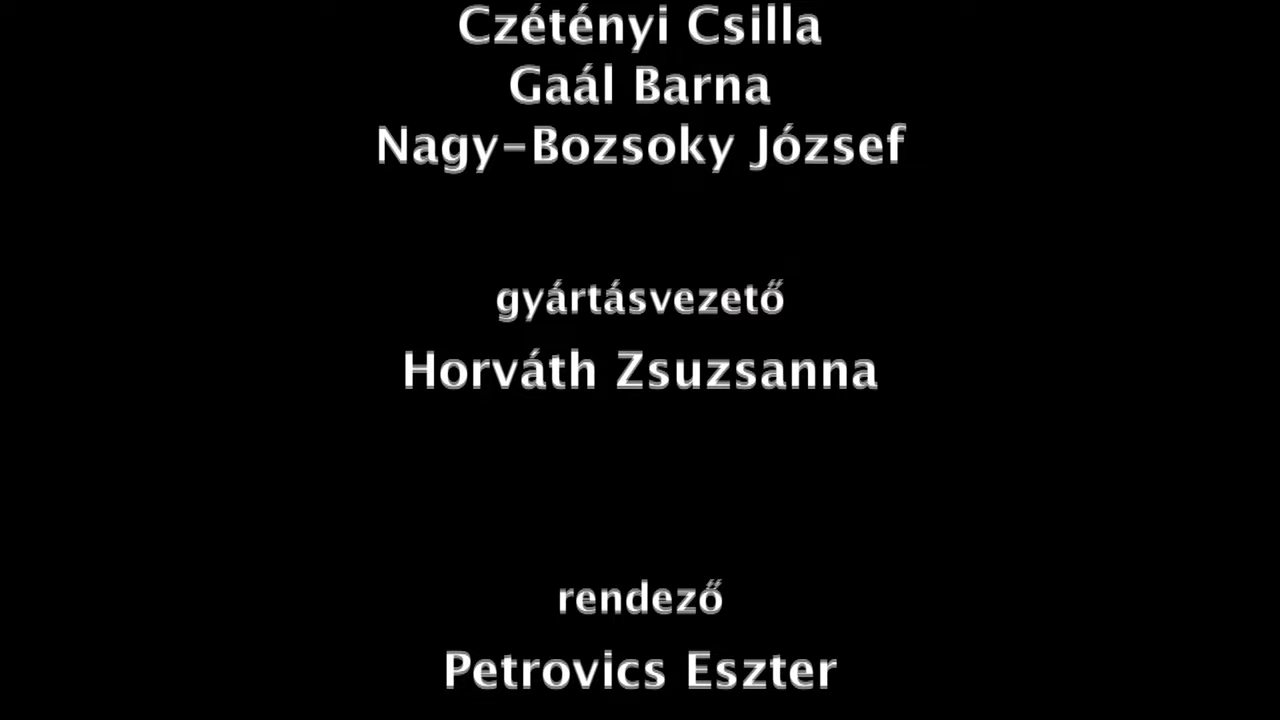 Czétényi Csilla
Gaál Barna
Nagy-Bozsoky József
gyártásvezető
Horváth Zsuzsanna
rendező
Petrovics Eszter